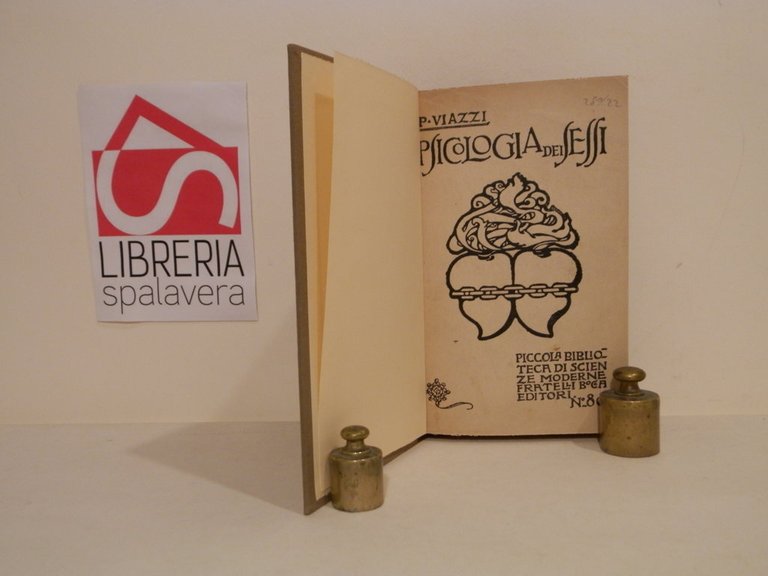 LIBRERIA
spalavera
P. VIAZZI
PSICOLOGIA DEI SESSI
PICCOLA BIBLIO-
TECA DI SCIEN
ZE MODERNE
FRATELLI BOCCA
EDITORI